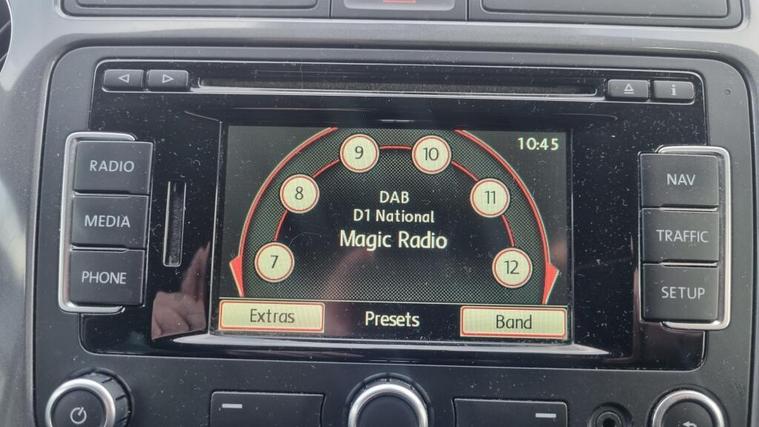 RADIO
MEDIA
PHONE
10:45
9
10
8
11
7
12
DAB
D1 National
Magic Radio
Extras
Presets
Band
NAV
TRAFFIC
SETUP
i